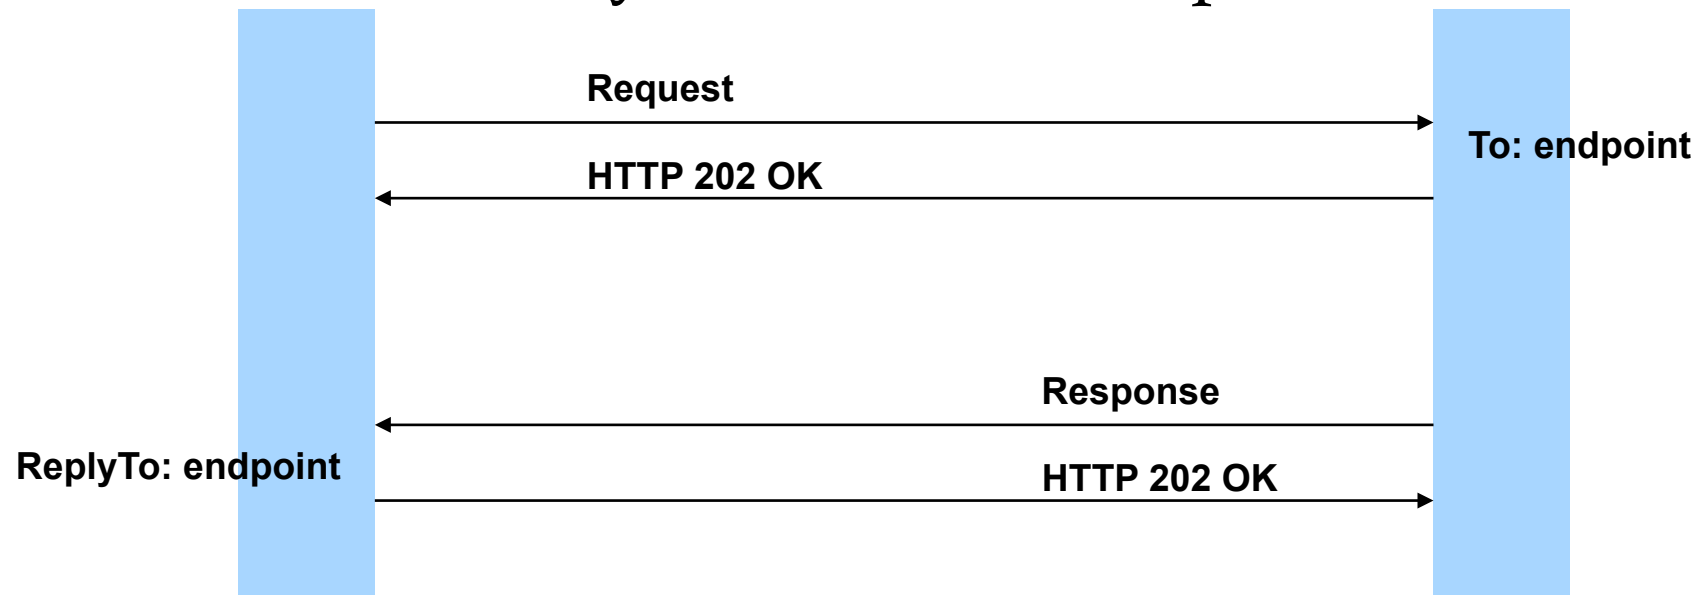 Request
To: endpoint
HTTP 202 OK
Response
ReplyTo: endpoint
HTTP 202 OK